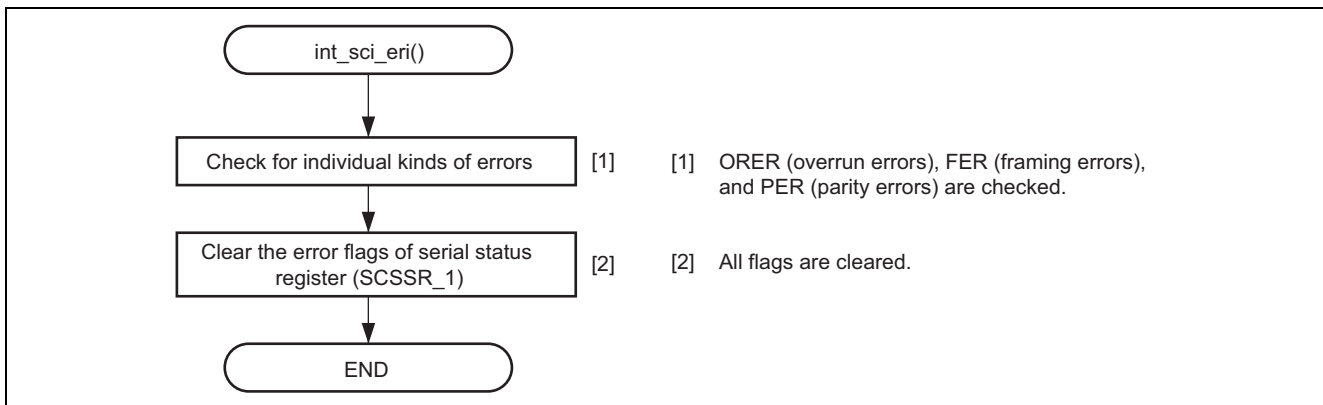 int_sci_eri()
Check for individual kinds of errors [1] [1] ORER (overrun errors), FER (framing errors),
and PER (parity errors) are checked.
Clear the error flags of serial status
register (SCSSR_1) [2] [2] All flags are cleared.
END